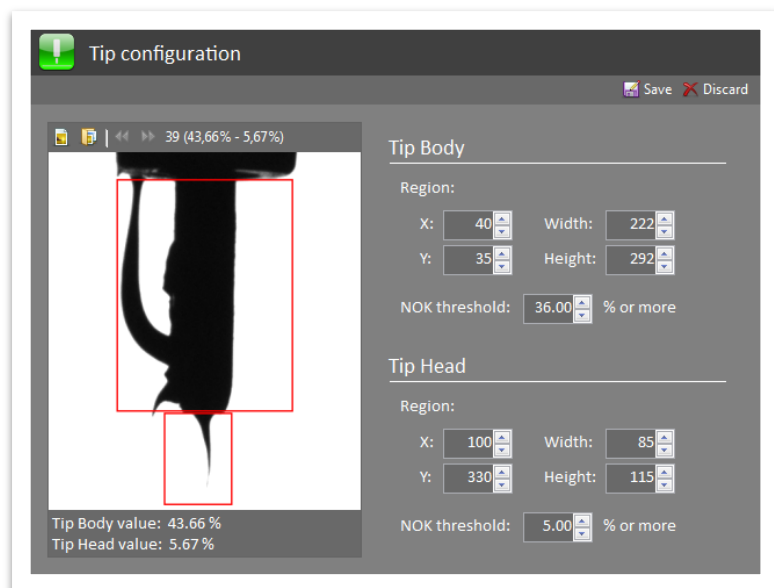 Tip configuration
Save Discard
39 (43,66% - 5,67%)
Tip Body
Region:
X: 40 Width: 222
Y: 35 Height: 292
NOK threshold: 36.00 % or more
Tip Head
Region:
X: 100 Width: 85
Y: 330 Height: 115
NOK threshold: 5.00 % or more
Tip Body value: 43.66 %
Tip Head value: 5.67 %